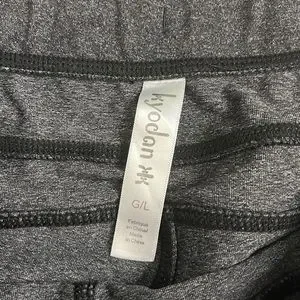 kyodan
G/L
Fabriqué
en Chine/
Made
in China